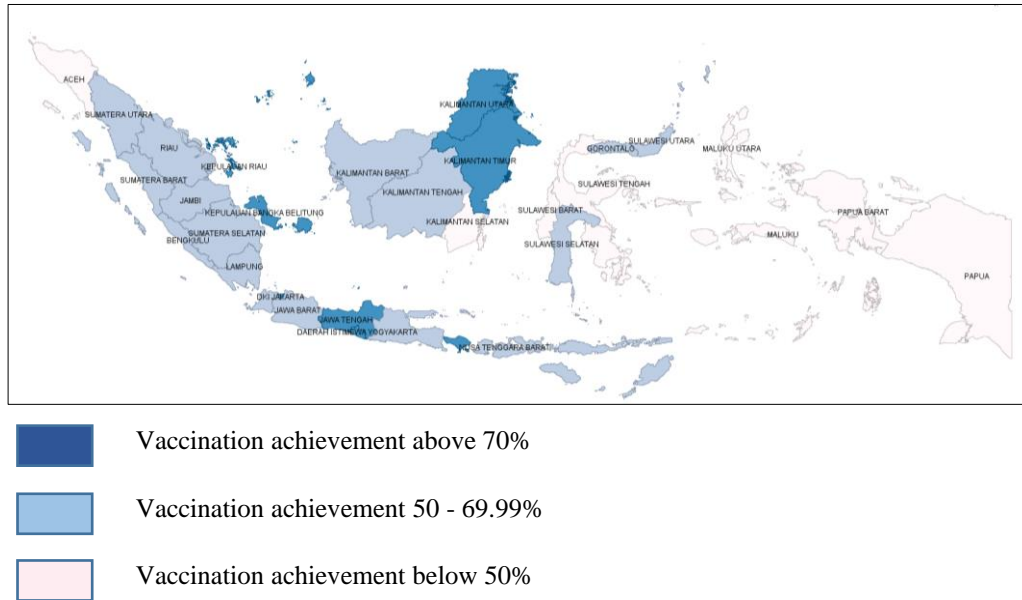 ACEH
SUMATERA UTARA
RIAU
KEPULAUAN RIAU
SUMATERA BARAT
JAMBI
KEPULAUAN BANGKA BELITUNG
SUMATERA SELATAN
BENGKULU
LAMPUNG
DKI JAKARTA
JAWA BARAT
JAWA TENGAH
DAERAH ISTIMEWA YOGYAKARTA
NUSA TENGGARA BARAT
KALIMANTAN UTARA
KALIMANTAN TIMUR
KALIMANTAN BARAT
KALIMANTAN TENGAH
KALIMANTAN SELATAN
SULAWESI UTARA
GORONTALO
SULAWESI TENGAH
SULAWESI BARAT
SULAWESI SELATAN
MALUKU UTARA
MALUKU
PAPUA BARAT
PAPUA
Vaccination achievement above 70%
Vaccination achievement 50 - 69.99%
Vaccination achievement below 50%